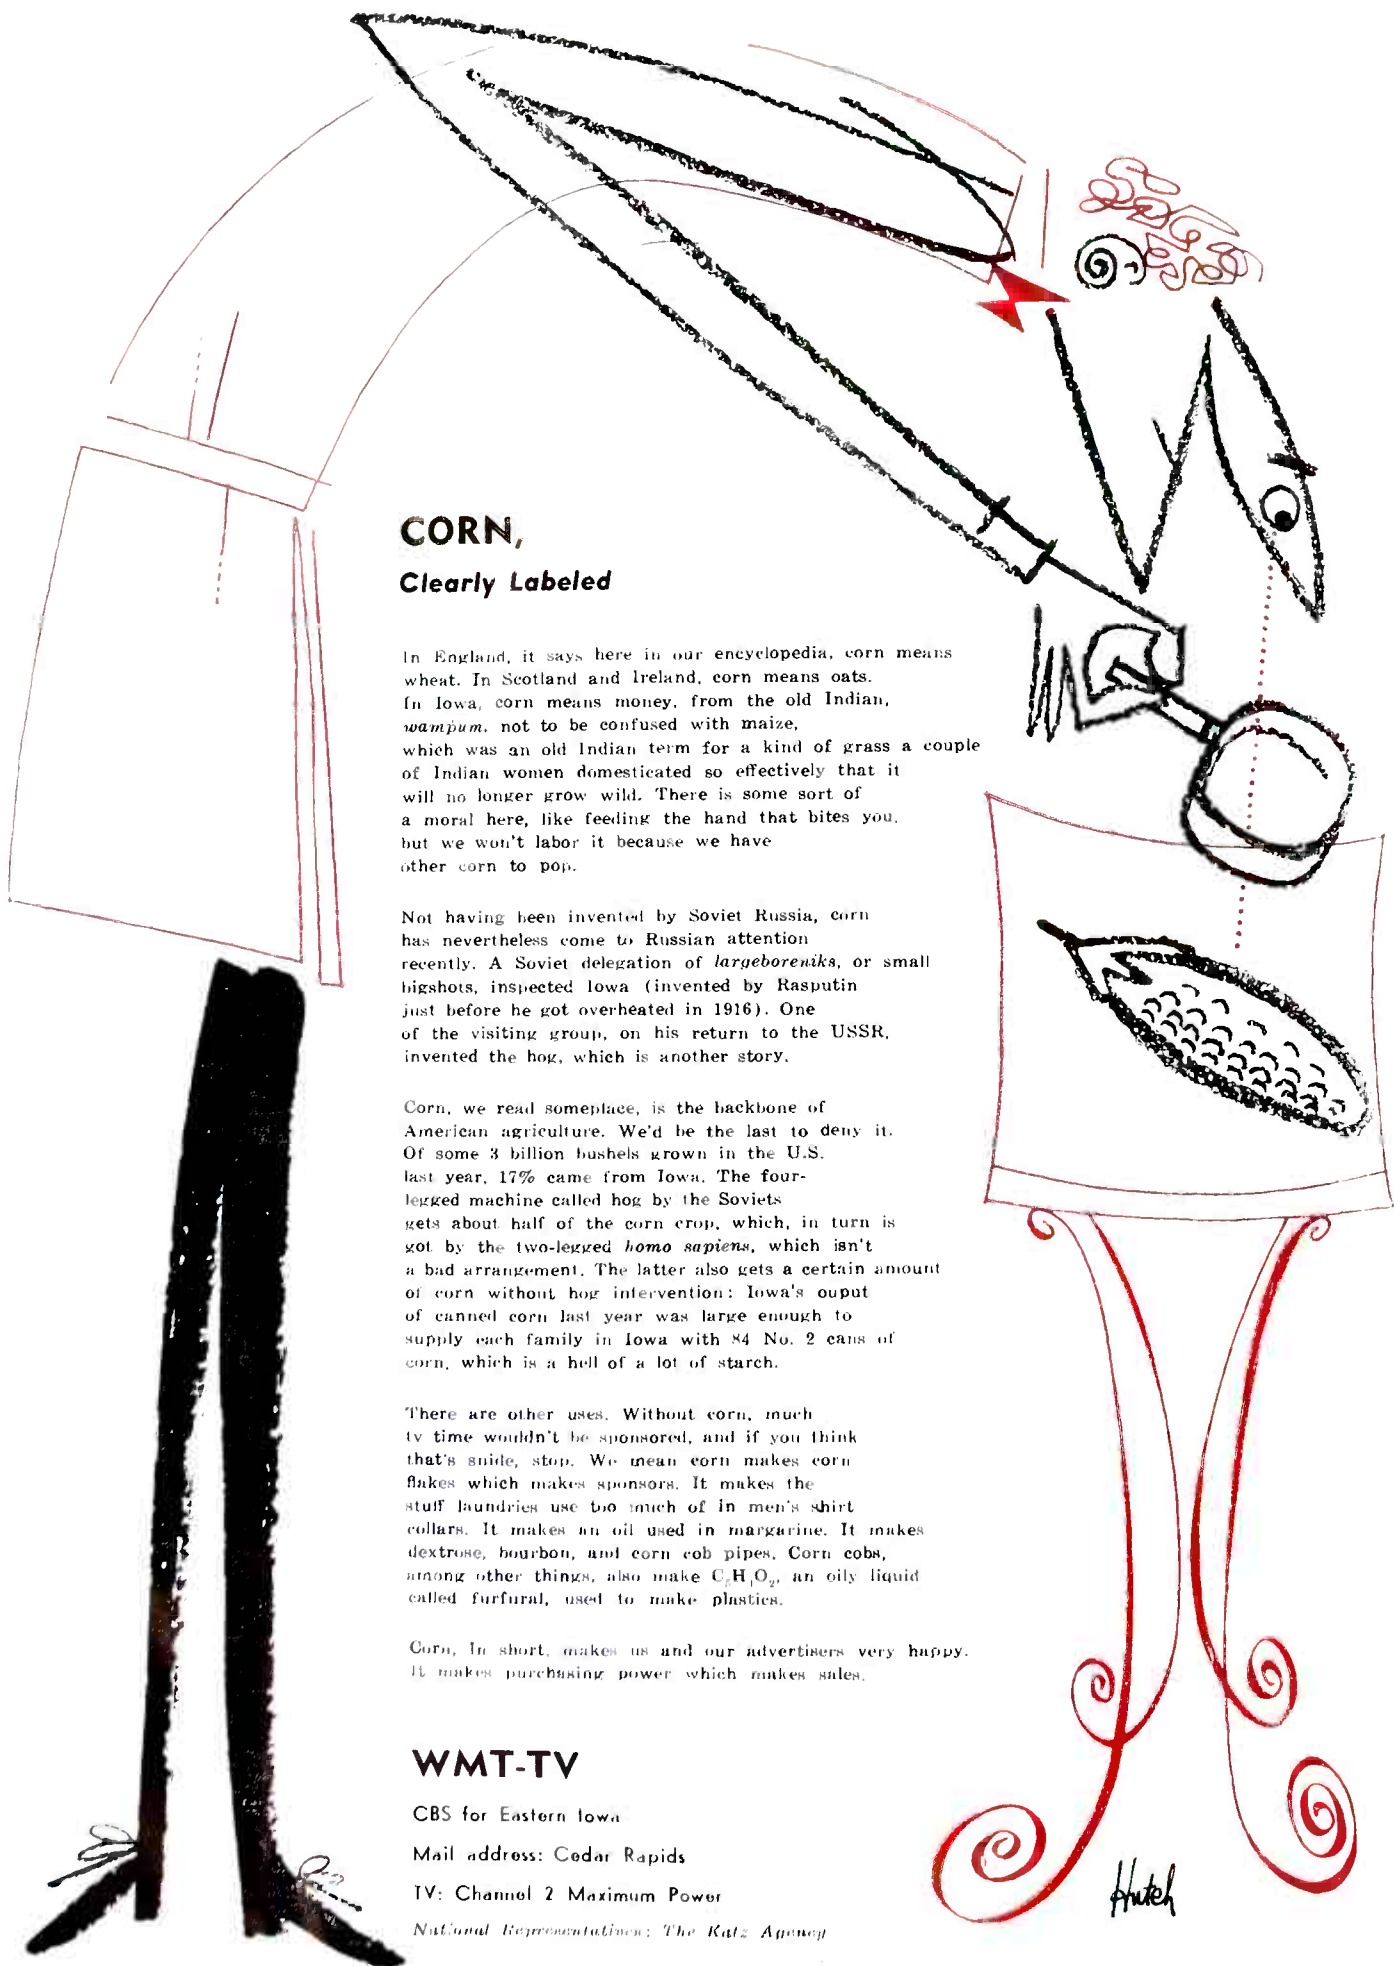 CORN,
Clearly Labeled
In England, it says here in our encyclopedia, corn means
wheat. In Scotland and Ireland, corn means oats.
In Iowa, corn means money, from the old Indian,
wampum, not to be confused with maize,
which was an old Indian term for a kind of grass a couple
of Indian women domesticated so effectively that it
will no longer grow wild. There is some sort of
a moral here, like feeding the hand that bites you,
but we won't labor it because we have
other corn to pop.
Not having been invented by Soviet Russia, corn
has nevertheless come to Russian attention
recently. A Soviet delegation of largeboreniks, or small
bigshots, inspected Iowa (invented by Rasputin
just before he got overheated in 1916). One
of the visiting group, on his return to the USSR,
invented the hog, which is another story.
Corn, we read someplace, is the backbone of
American agriculture. We'd be the last to deny it.
Of some 3 billion bushels grown in the U.S.
last year, 17% came from Iowa. The four-
legged machine called hog by the Soviets
gets about half of the corn crop, which, in turn is
got by the two-legged homo sapiens, which isn't
a bad arrangement. The latter also gets a certain amount
of corn without hog intervention: Iowa's ouput
of canned corn last year was large enough to
supply each family in Iowa with 84 No. 2 cans of
corn, which is a hell of a lot of starch.
There are other uses. Without corn, much
tv time wouldn't be sponsored, and if you think
that's snide, stop. We mean corn makes corn
flakes which makes sponsors. It makes the
stuff laundries use too much of in men's shirt
collars. It makes an oil used in margarine. It makes
dextrose, bourbon, and corn cob pipes. Corn cobs,
among other things, also make C₅H₄O₂, an oily liquid
called furfural, used to make plastics.
Corn, In short, makes us and our advertisers very happy.
It makes purchasing power which makes sales.
WMT-TV
CBS for Eastern Iowa
Mail address: Cedar Rapids
TV: Channel 2 Maximum Power
National Representatives: The Katz Agency
Hutch